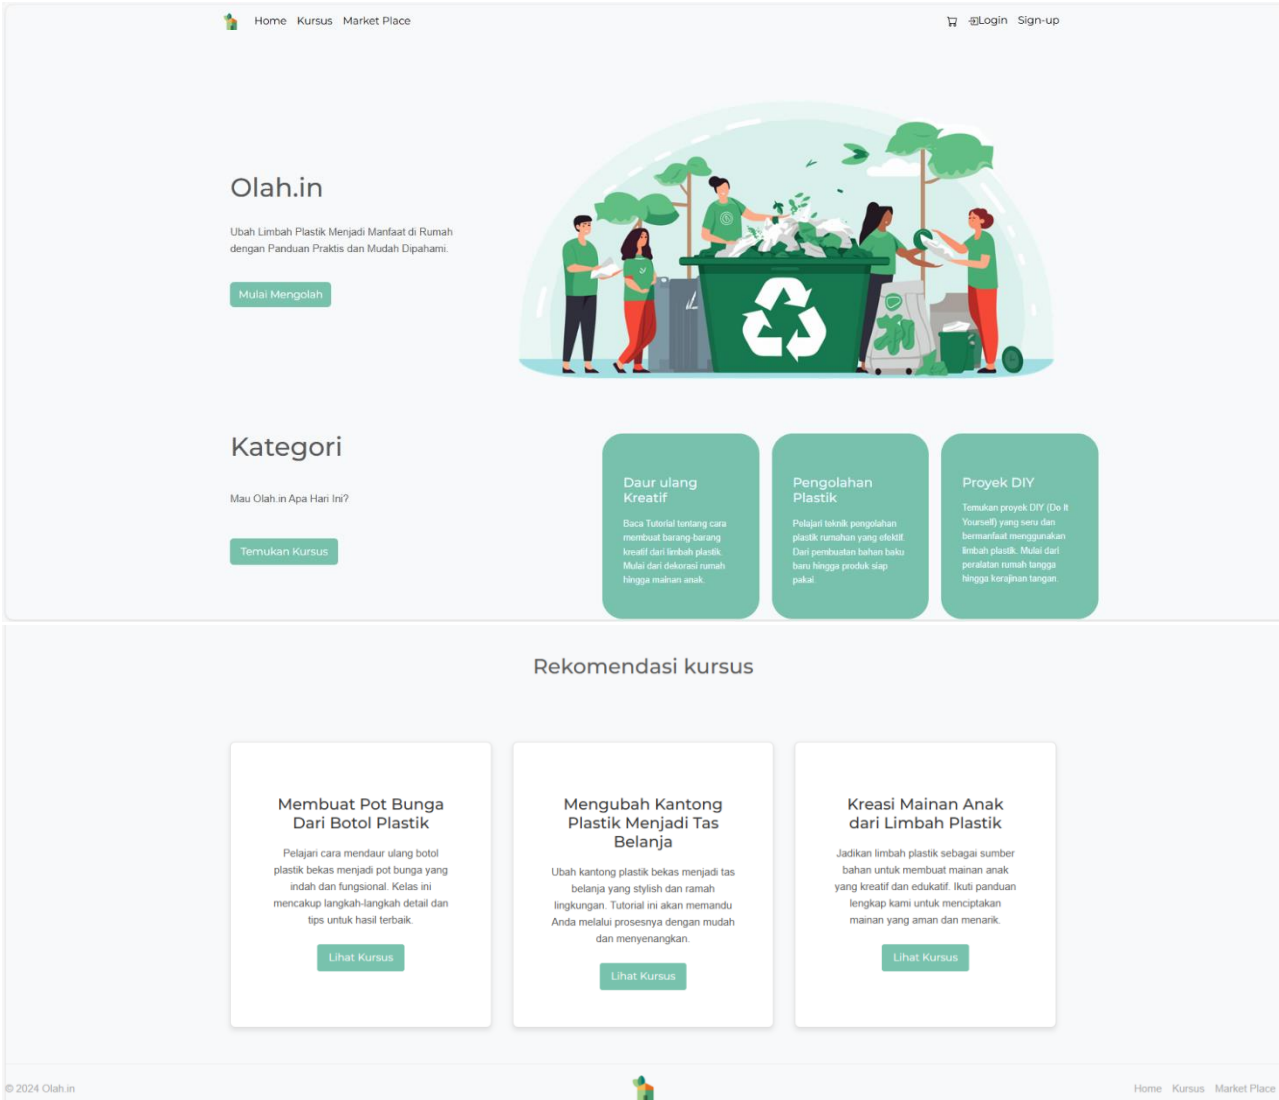 Home Kursus Market Place
Login Sign-up
Olah.in
Ubah Limbah Plastik Menjadi Manfaat di Rumah
dengan Panduan Praktis dan Mudah Dipahami.
Mulai Mengolah
Kategori
Mau Olah.in Apa Hari Ini?
Temukan Kursus
Daur ulang
Kreatif
Baca Tutorial tentang cara
membuat barang-barang
kreatif dari limbah plastik.
Mulai dari dekorasi rumah
hingga mainan anak.
Pengolahan
Plastik
Pelajari teknik pengolahan
plastik rumahan yang efektif.
Dari pembuatan bahan baku
baru hingga produk siap
pakai.
Proyek DIY
Temukan proyek DIY (Do It
Yourself) yang seru dan
bermanfaat menggunakan
limbah plastik. Mulai dari
peralatan rumah tangga
hingga kerajinan tangan.
Rekomendasi kursus
Membuat Pot Bunga
Dari Botol Plastik
Pelajari cara mendaur ulang botol
plastik bekas menjadi pot bunga yang
indah dan fungsional. Kelas ini
mencakup langkah-langkah detail dan
tips untuk hasil terbaik.
Lihat Kursus
Mengubah Kantong
Plastik Menjadi Tas
Belanja
Ubah kantong plastik bekas menjadi tas
belanja yang stylish dan ramah
lingkungan. Tutorial ini akan memandu
Anda melalui prosesnya dengan mudah
dan menyenangkan.
Lihat Kursus
Kreasi Mainan Anak
dari Limbah Plastik
Jadikan limbah plastik sebagai sumber
bahan untuk membuat mainan anak
yang kreatif dan edukatif. Ikuti panduan
lengkap kami untuk menciptakan
mainan yang aman dan menarik.
Lihat Kursus
© 2024 Olah.in
Home Kursus Market Place